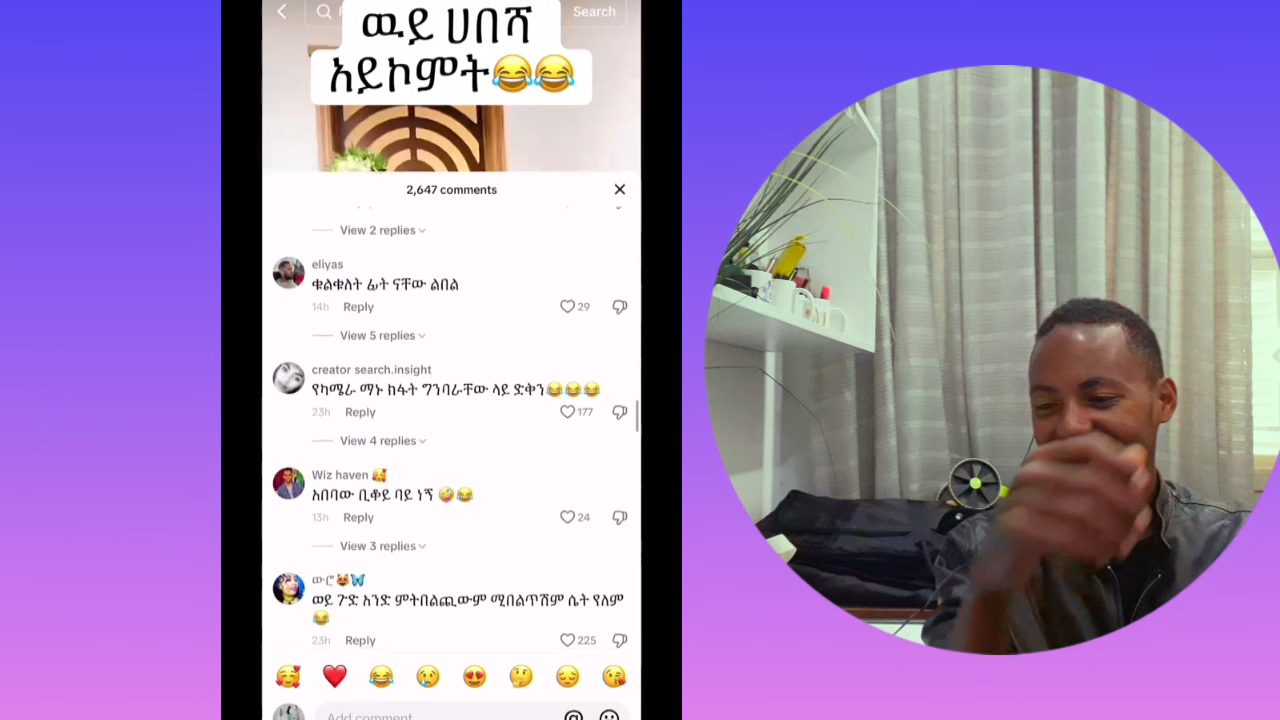 Search
ዉይ ሀበሻ
አይኮምት😂😂
2,647 comments
View 2 replies
eliyas
ቁልቁለት ፊት ናቸው ልበል
14h Reply 29
View 5 replies
creator search.insight
የካሜራ ማኑ ክፋት ግንባራቸው ላይ ድቅን😂😂😂
23h Reply 177
View 4 replies
Wiz haven 🥰
አበባው ቢቆይ ባይ ነኝ 🤪😂
13h Reply 24
View 3 replies
ውሮ😻🦋
ወይ ጉድ አንድ ምትበልጪውም ሚበልጥሽም ሴት የለም
😂
23h Reply 225
🥰 ❤️ 😂 😢 😍 🤔 😔 😘
Add comment